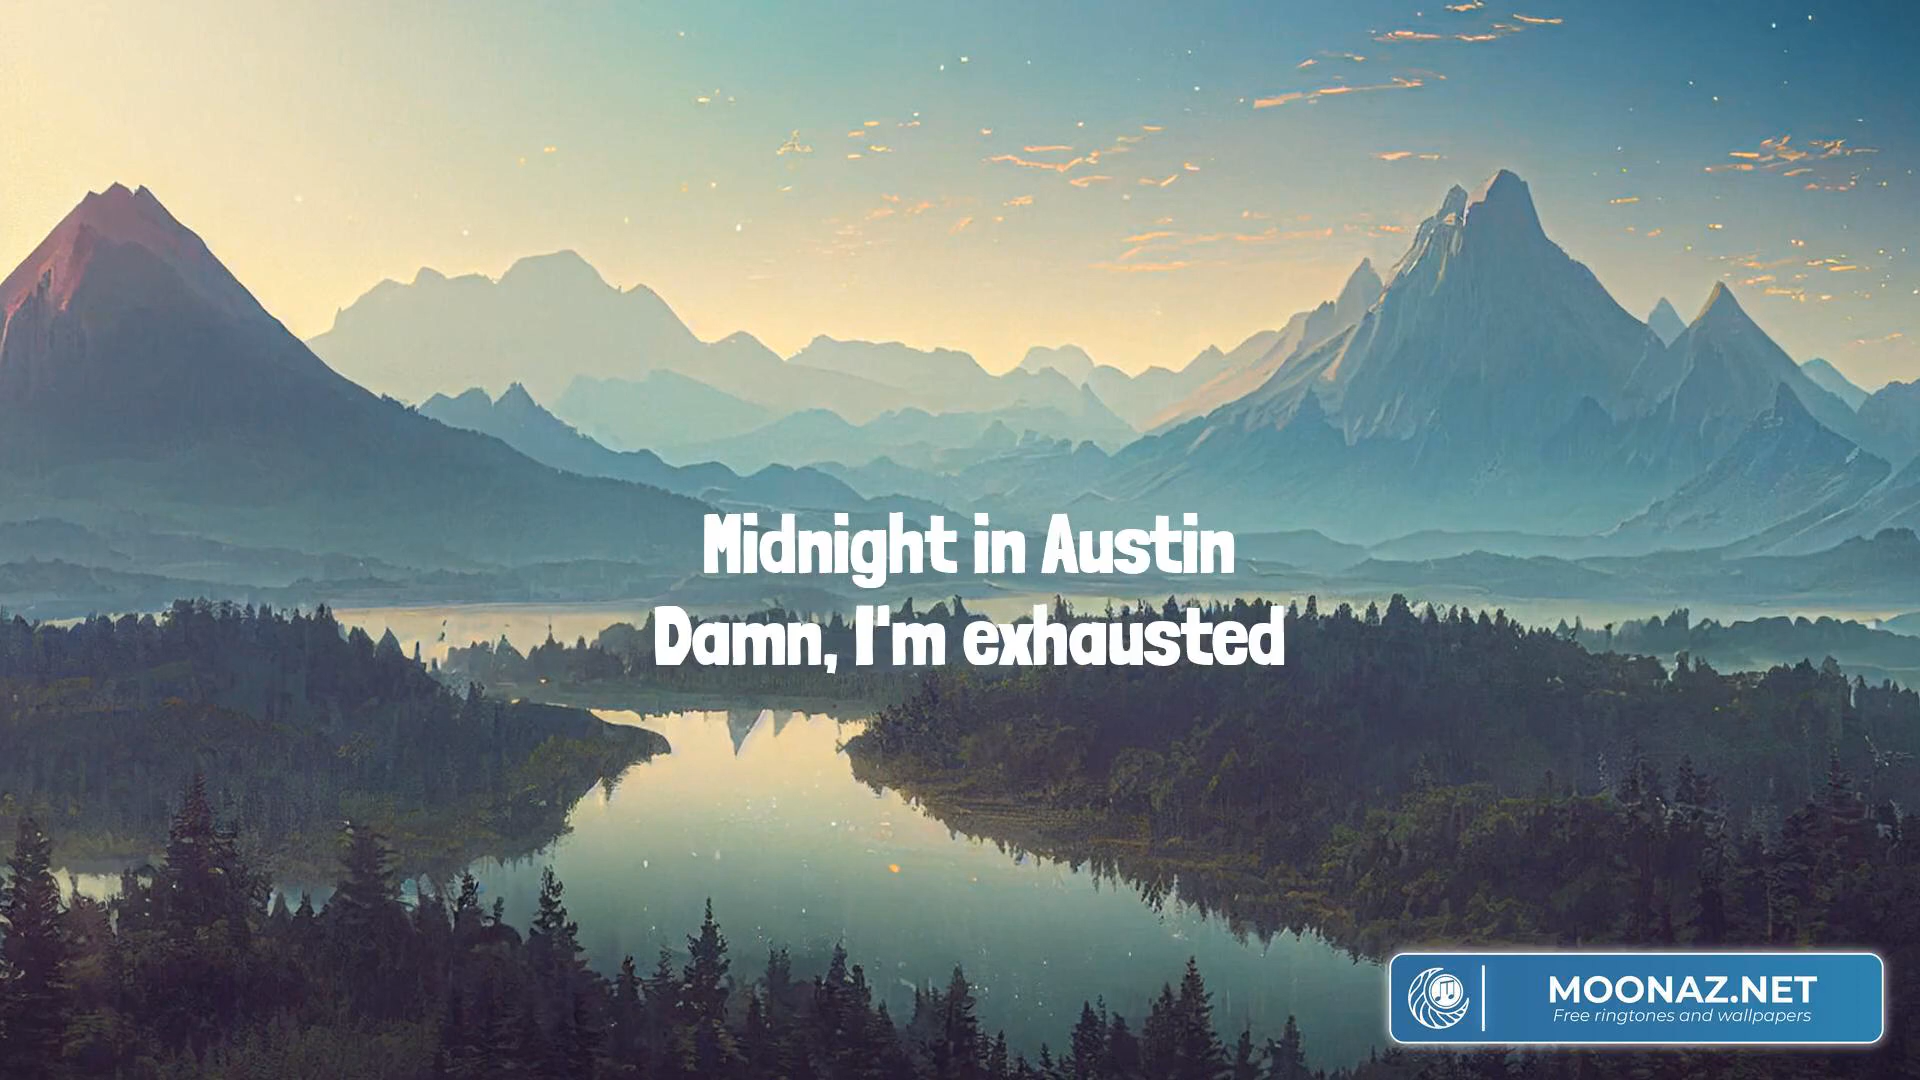 Midnight in Austin
Damn, I'm exhausted
MOONAZ.NET
Free ringtones and wallpapers